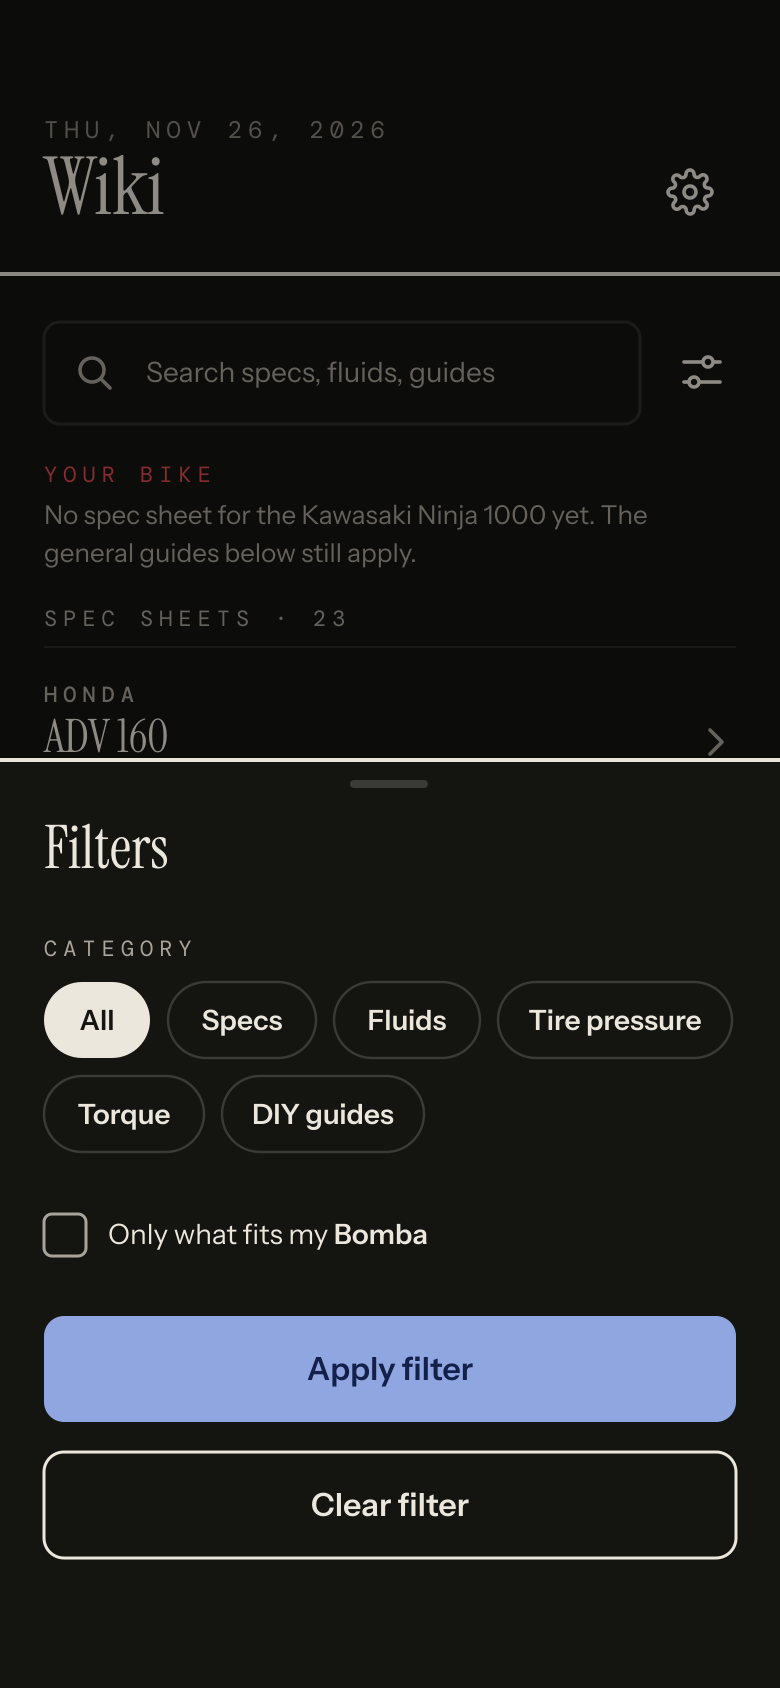 THU, NOV 26, 2026
Wiki
Search specs, fluids, guides
YOUR BIKE
No spec sheet for the Kawasaki Ninja 1000 yet. The
general guides below still apply.
SPEC SHEETS · 23
HONDA
ADV 160
Filters
CATEGORY
All Specs Fluids Tire pressure
Torque DIY guides
Only what fits my Bomba
Apply filter
Clear filter